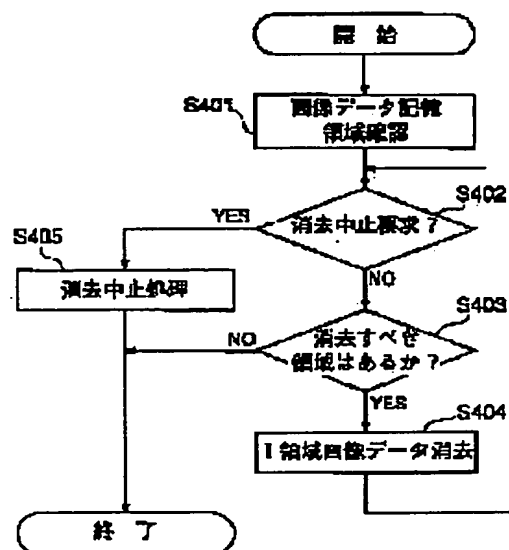 開 始
S401
画像データ記憶
領域確認
S402
消去中止要求?
YES
NO
S405
消去中止処理
S403
消去すべき
領域はあるか?
NO
YES
S404
1領域画像データ消去
終 了